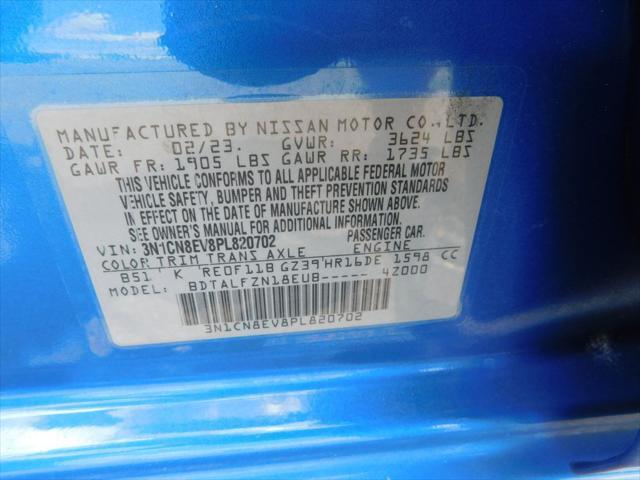 MANUFACTURED BY NISSAN MOTOR CO., LTD.
DATE: 02/23. GVWR: 3624 LBS
GAWR FR: 1905 LBS GAWR RR: 1735 LBS
THIS VEHICLE CONFORMS TO ALL APPLICABLE FEDERAL MOTOR
VEHICLE SAFETY, BUMPER AND THEFT PREVENTION STANDARDS
IN EFFECT ON THE DATE OF MANUFACTURE SHOWN ABOVE.
SEE OWNER'S MANUAL FOR ADDITIONAL INFORMATION.
VIN: 3N1CN8EV8PL820702 PASSENGER CAR.
COLOR TRIM TRANS AXLE ENGINE
B51 K RE0F11B GZ39 HR16DE 1598 CC
MODEL: BDTALFZN18EUB----- 4Z000
3N1CN8EV8PL820702